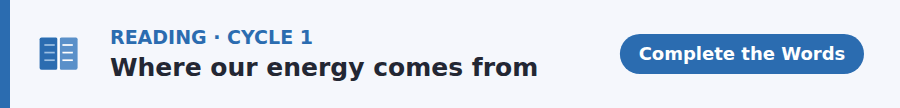 READING · CYCLE 1
Where our energy comes from
Complete the Words